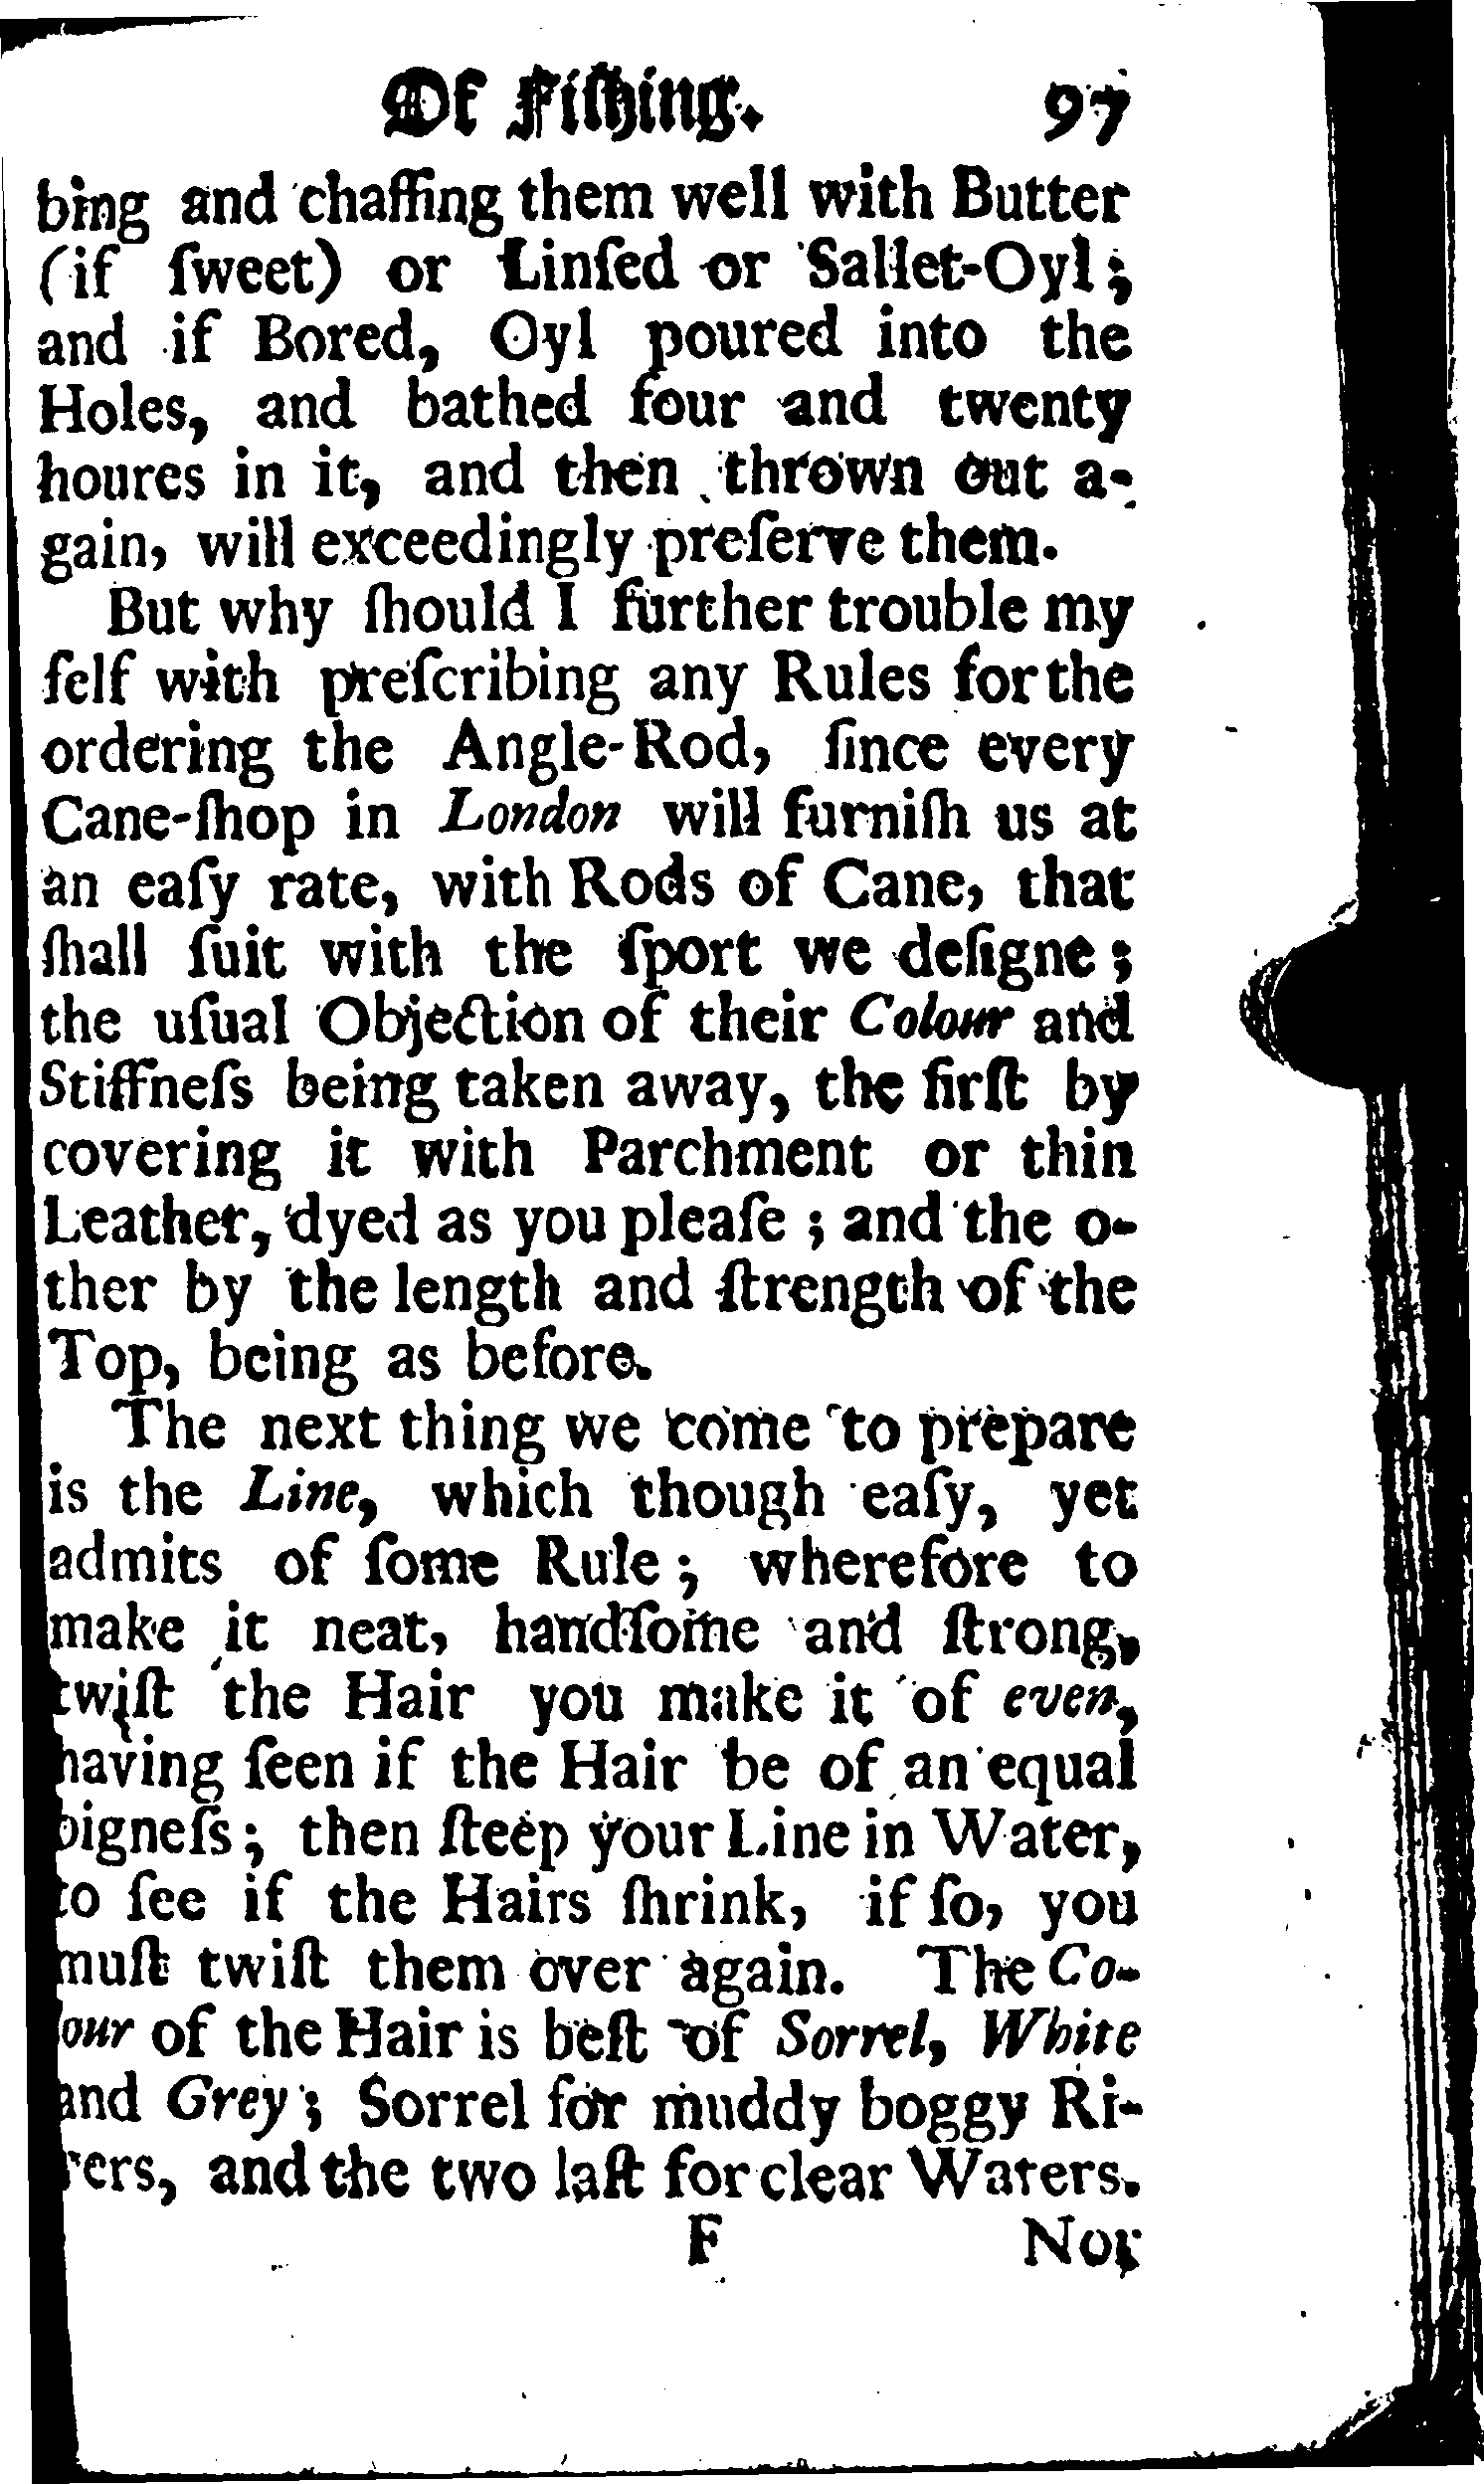 Of Fiſhing. 97
bing and chaffing them well with Butter
(if ſweet) or Linſed or Sallet-Oyl;
and if Bored, Oyl poured into the
Holes, and bathed four and twenty
houres in it, and then thrown out a-
gain, will exceedingly preſerve them.
But why ſhould I further trouble my
ſelf with preſcribing any Rules for the
ordering the Angle-Rod, ſince every
Cane-ſhop in London will furniſh us at
an eaſy rate, with Rods of Cane, that
ſhall ſuit with the ſport we deſigne;
the uſual Objection of their Colour and
Stiffneſs being taken away, the firſt by
covering it with Parchment or thin
Leather, dyed as you pleaſe; and the o-
ther by the length and ſtrength of the
Top, being as before.
The next thing we come to prepare
is the Line, which though eaſy, yet
admits of ſome Rule; wherefore to
make it neat, handſome and ſtrong,
twiſt the Hair you make it of even,
having ſeen if the Hair be of an equal
bigneſs; then ſteep your Line in Water,
to ſee if the Hairs ſhrink, if ſo, you
muſt twiſt them over again. The Co-
lour of the Hair is beſt of Sorrel, White
and Grey; Sorrel for muddy boggy Ri-
vers, and the two laſt for clear Waters.
F Nor